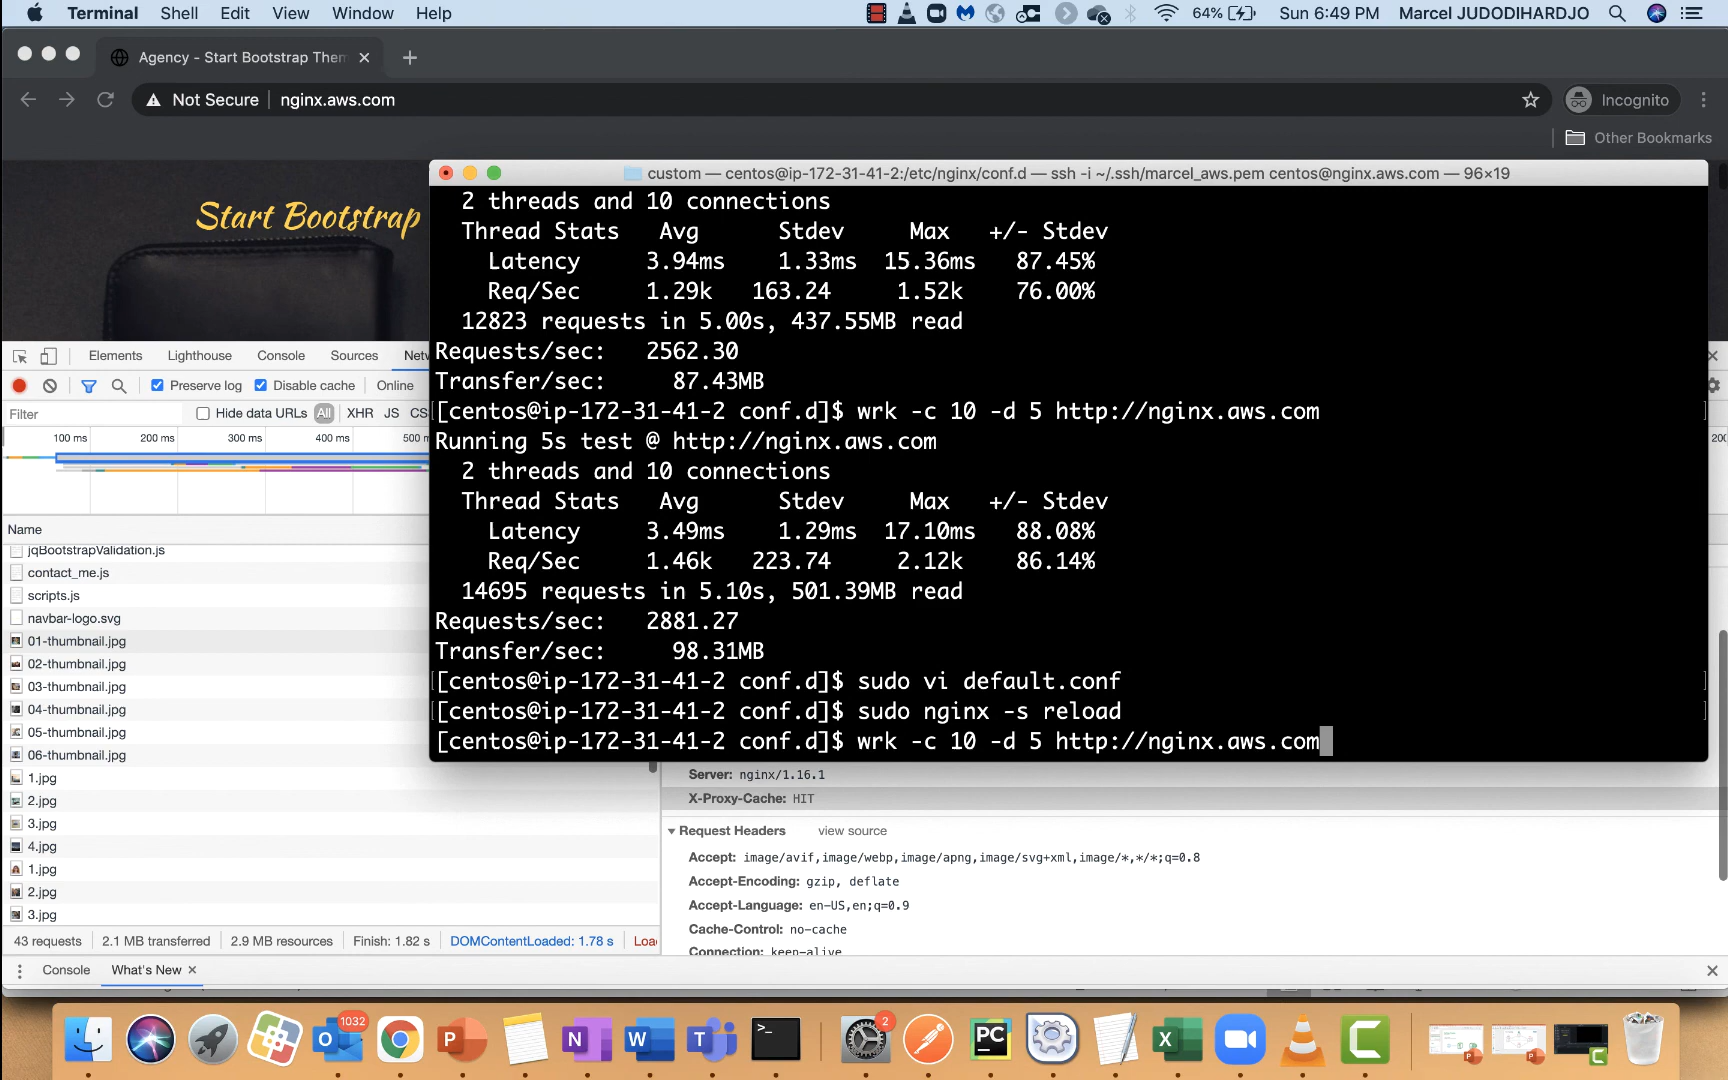 Terminal Shell Edit View Window Help 64% Sun 6:49 PM Marcel JUDODIHARDJO
Agency - Start Bootstrap Them
Not Secure nginx.aws.com Incognito
Other Bookmarks
Start Bootstrap
custom — centos@ip-172-31-41-2:/etc/nginx/conf.d — ssh -i ~/.ssh/marcel_aws.pem centos@nginx.aws.com — 96×19
2 threads and 10 connections
Thread Stats Avg Stdev Max +/- Stdev
Latency 3.94ms 1.33ms 15.36ms 87.45%
Req/Sec 1.29k 163.24 1.52k 76.00%
12823 requests in 5.00s, 437.55MB read
Requests/sec: 2562.30
Transfer/sec: 87.43MB
[[centos@ip-172-31-41-2 conf.d]$ wrk -c 10 -d 5 http://nginx.aws.com ]
Running 5s test @ http://nginx.aws.com
2 threads and 10 connections
Thread Stats Avg Stdev Max +/- Stdev
Latency 3.49ms 1.29ms 17.10ms 88.08%
Req/Sec 1.46k 223.74 2.12k 86.14%
14695 requests in 5.10s, 501.39MB read
Requests/sec: 2881.27
Transfer/sec: 98.31MB
[[centos@ip-172-31-41-2 conf.d]$ sudo vi default.conf ]
[[centos@ip-172-31-41-2 conf.d]$ sudo nginx -s reload ]
[centos@ip-172-31-41-2 conf.d]$ wrk -c 10 -d 5 http://nginx.aws.com
Elements Lighthouse Console Sources Netw
Preserve log Disable cache Online
Filter Hide data URLs All XHR JS CS
100 ms 200 ms 300 ms 400 ms 500 m
200
Name
jqBootstrapValidation.js
contact_me.js
scripts.js
navbar-logo.svg
01-thumbnail.jpg
02-thumbnail.jpg
03-thumbnail.jpg
04-thumbnail.jpg
05-thumbnail.jpg
06-thumbnail.jpg
1.jpg
2.jpg
3.jpg
4.jpg
1.jpg
2.jpg
3.jpg
Server: nginx/1.16.1
X-Proxy-Cache: HIT
Request Headers view source
Accept: image/avif,image/webp,image/apng,image/svg+xml,image/*,*/*;q=0.8
Accept-Encoding: gzip, deflate
Accept-Language: en-US,en;q=0.9
Cache-Control: no-cache
Connection: keep-alive
43 requests 2.1 MB transferred 2.9 MB resources Finish: 1.82 s DOMContentLoaded: 1.78 s Loa
Console What's New
1032
2
O P N W T >_ PC X C